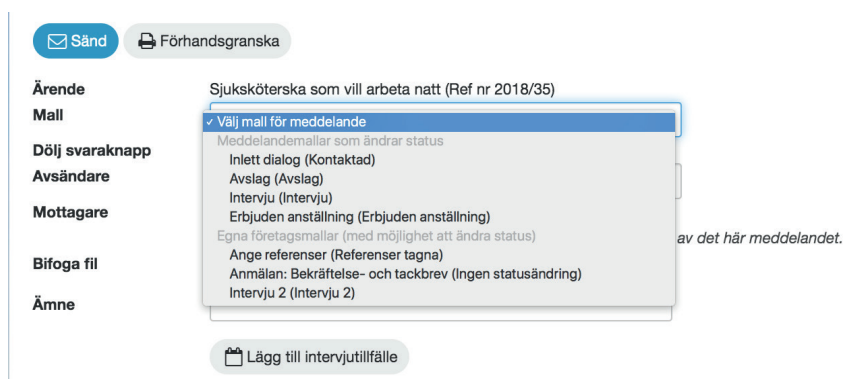 Sänd
Förhandsgranska
Ärende Sjuksköterska som vill arbeta natt (Ref nr 2018/35)
Mall
✓ Välj mall för meddelande
Meddelandemallar som ändrar status
Dölj svaraknapp
Inlett dialog (Kontaktad)
Avsändare
Avslag (Avslag)
Intervju (Intervju)
Mottagare
Erbjuden anställning (Erbjuden anställning)
Egna företagsmallar (med möjlighet att ändra status)
av det här meddelandet.
Ange referenser (Referenser tagna)
Bifoga fil
Anmälan: Bekräftelse- och tackbrev (Ingen statusändring)
Intervju 2 (Intervju 2)
Ämne
Lägg till intervjutillfälle